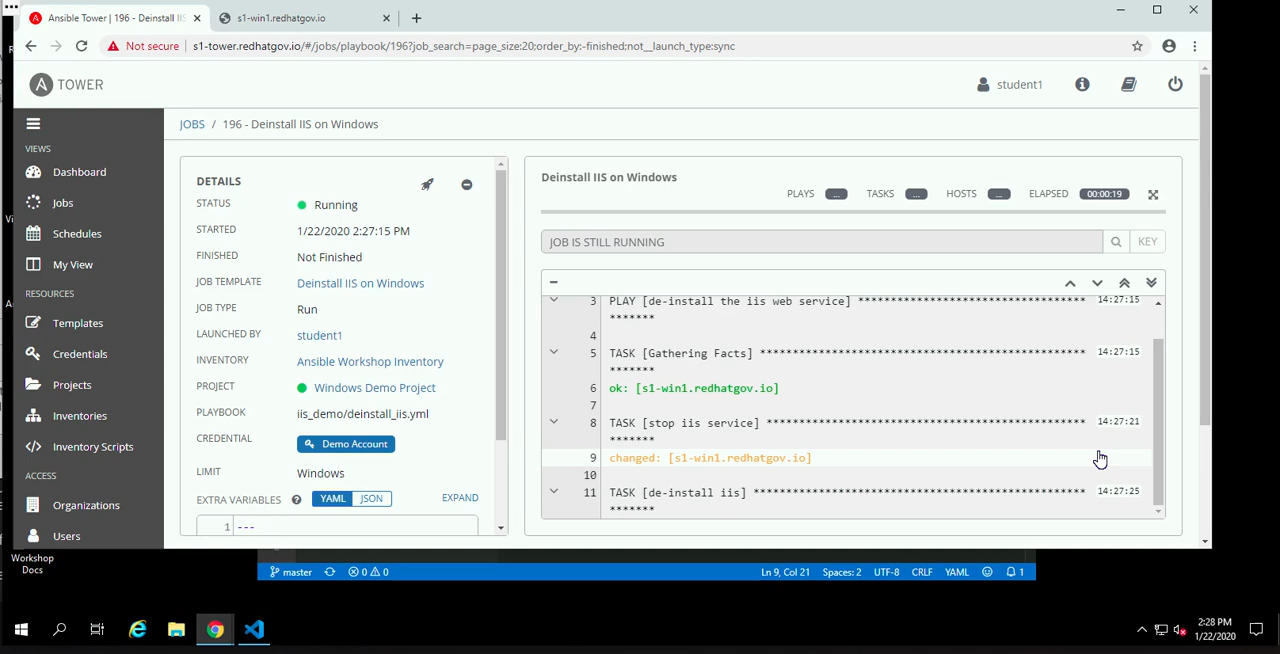 Ansible Tower | 196 - Deinstall IIS
s1-win1.redhatgov.io
Not secure
s1-tower.redhatgov.io/#/jobs/playbook/196?job_search=page_size:20;order_by:-finished;not__launch_type:sync
A TOWER
student1
VIEWS
Dashboard
Jobs
Schedules
My View
RESOURCES
Templates
Credentials
Projects
Inventories
Inventory Scripts
ACCESS
Organizations
Users
JOBS / 196 - Deinstall IIS on Windows
DETAILS
STATUS Running
STARTED 1/22/2020 2:27:15 PM
FINISHED Not Finished
JOB TEMPLATE Deinstall IIS on Windows
JOB TYPE Run
LAUNCHED BY student1
INVENTORY Ansible Workshop Inventory
PROJECT Windows Demo Project
PLAYBOOK iis_demo/deinstall_iis.yml
CREDENTIAL Demo Account
LIMIT Windows
EXTRA VARIABLES ? YAML JSON EXPAND
1 ---
Deinstall IIS on Windows
PLAYS ... TASKS ... HOSTS ... ELAPSED 00:00:19
JOB IS STILL RUNNING KEY
3 PLAY [de-install the iis web service] ********************************** 14:27:15
*******
4
5 TASK [Gathering Facts] ************************************************* 14:27:15
*******
6 ok: [s1-win1.redhatgov.io]
7
8 TASK [stop iis service] ************************************************ 14:27:21
*******
9 changed: [s1-win1.redhatgov.io]
10
11 TASK [de-install iis] ************************************************** 14:27:25
*******
Workshop
Docs
master 0 0 Ln 9, Col 21 Spaces: 2 UTF-8 CRLF YAML 1
2:28 PM
1/22/2020